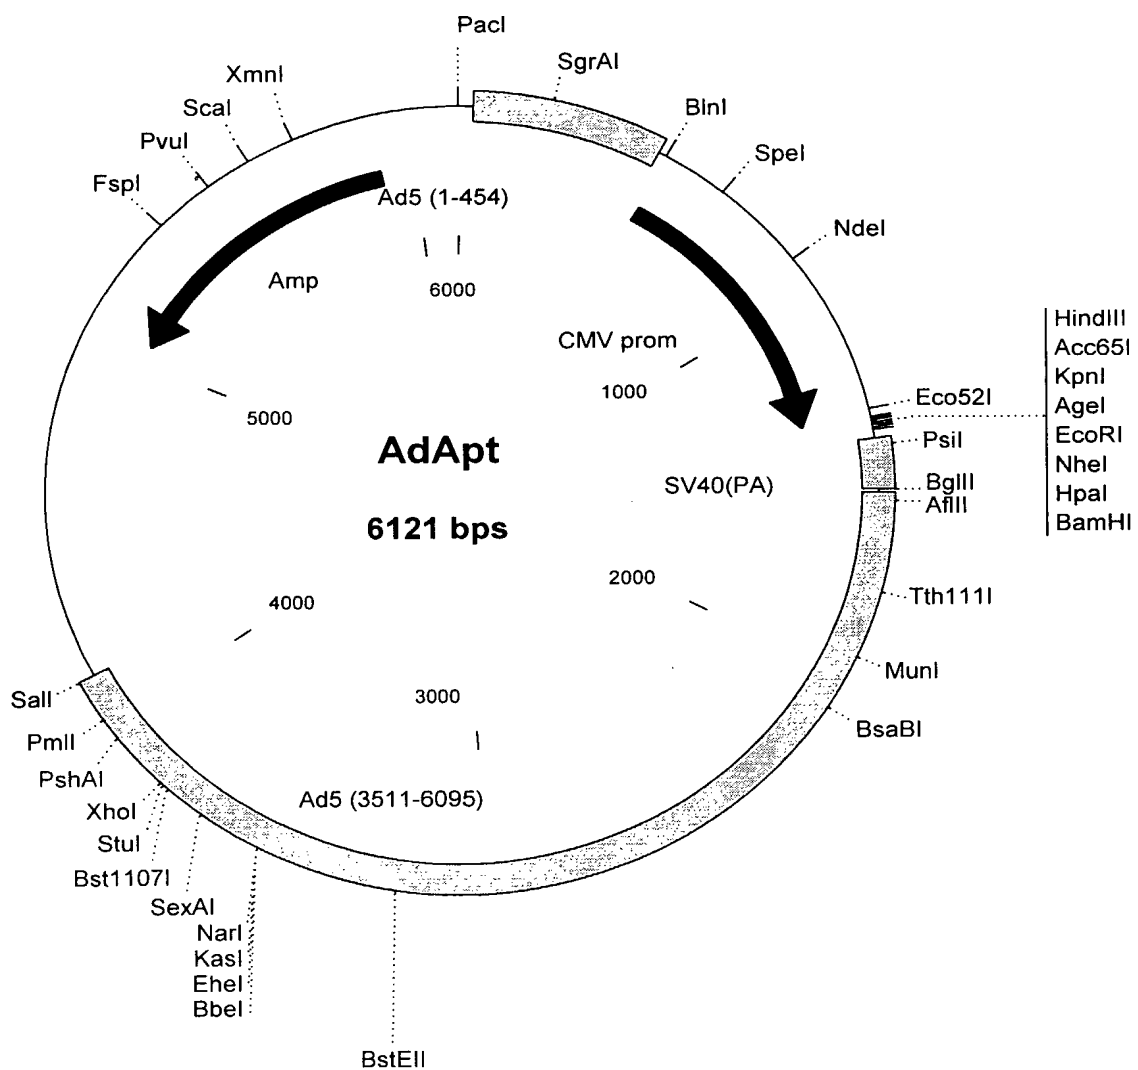 PacI
SgrAI
BlnI
SpeI
NdeI
XmnI
ScaI
PvuI
FspI
Ad5 (1-454)
Amp
6000
CMV prom
1000
5000
AdApt
6121 bps
SV40(PA)
Eco52I
HindIII
Acc65I
KpnI
AgeI
EcoRI
NheI
HpaI
BamHI
PsiI
BglII
AflII
2000
4000
3000
Tth111I
MunI
BsaBI
Ad5 (3511-6095)
SalI
PmlI
PshAI
XhoI
StuI
Bst1107I
SexAI
NarI
KasI
EheI
BbeI
BstEII